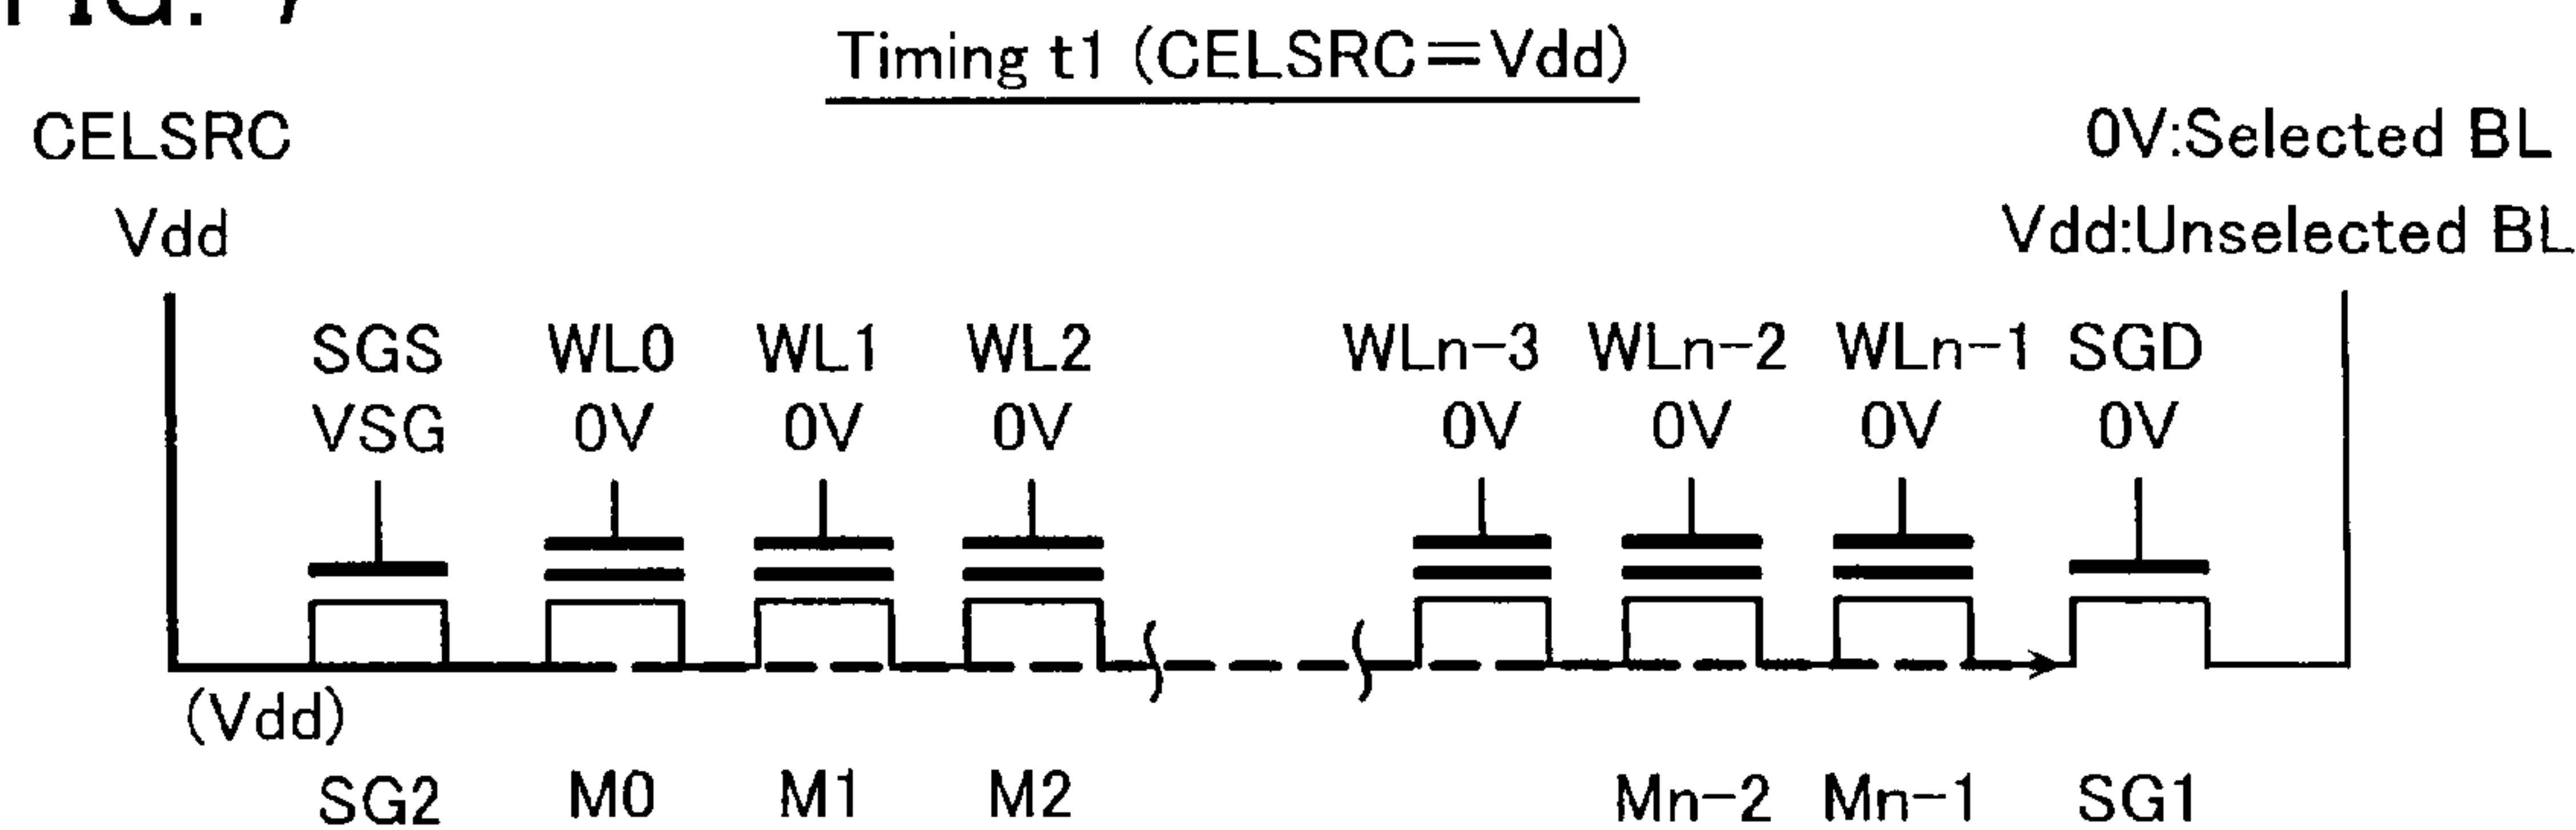 FIG. 7
Timing t1 (CELSRC=Vdd)
CELSRC
Vdd
0V:Selected BL
Vdd:Unselected BL
SGS WL0 WL1 WL2 WLn-3 WLn-2 WLn-1 SGD
VSG 0V 0V 0V 0V 0V 0V 0V
(Vdd)
SG2 M0 M1 M2 Mn-2 Mn-1 SG1